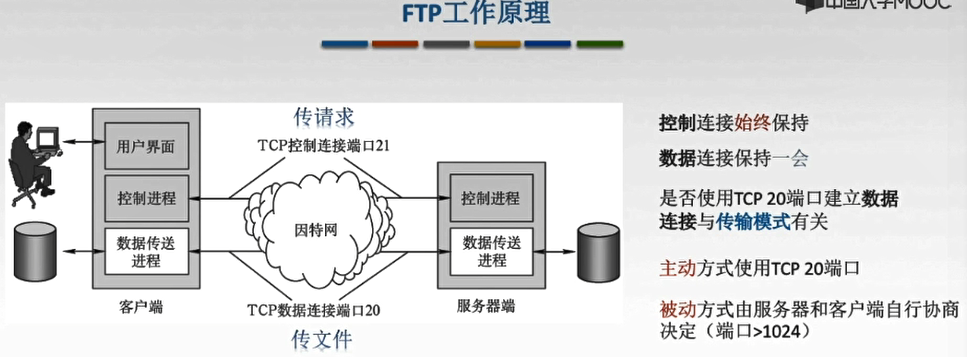 中国大学MOOC
FTP工作原理
传请求
TCP控制连接端口21
用户界面
控制进程
数据传送
进程
客户端
因特网
控制进程
数据传送
进程
服务器端
TCP数据连接端口20
传文件
控制连接始终保持
数据连接保持一会
是否使用TCP 20端口建立数据
连接与传输模式有关
主动方式使用TCP 20端口
被动方式由服务器和客户端自行协商
决定（端口>1024）